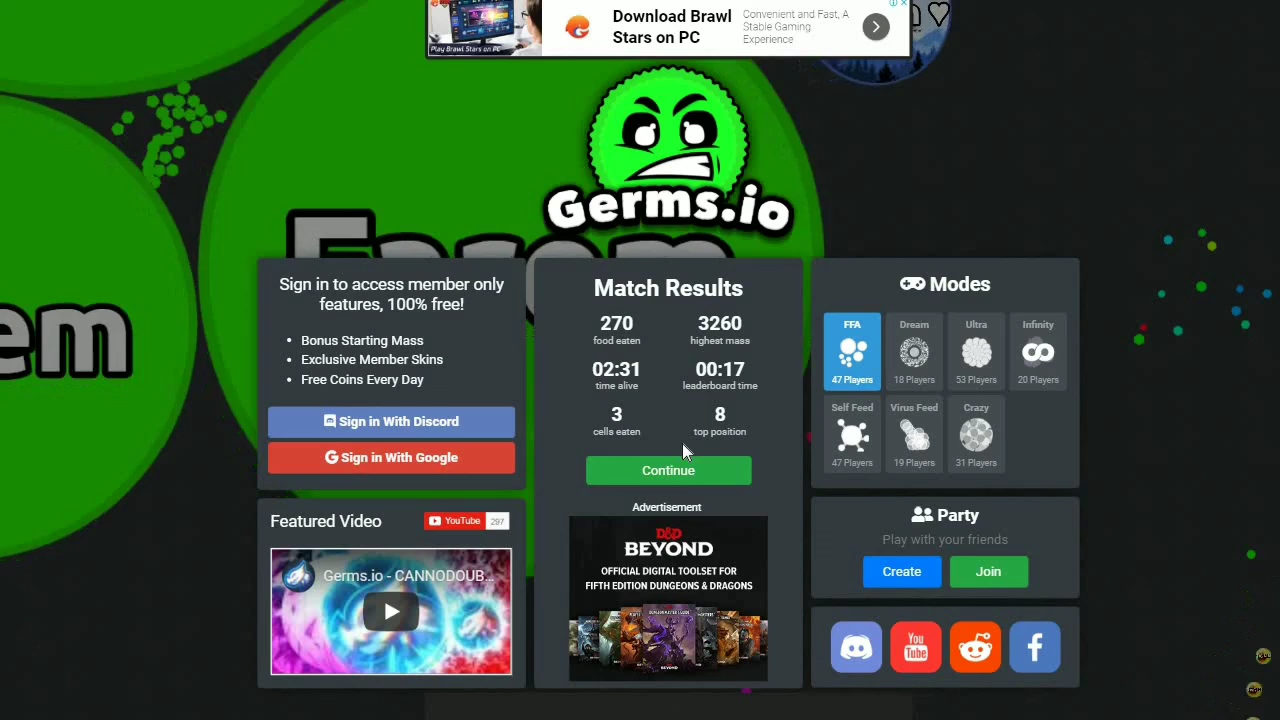 Download Brawl
Stars on PC
Convenient and Fast, A
Stable Gaming
Experience
Play Brawl Stars on PC
Germs.io
em
Sign in to access member only
features, 100% free!
Bonus Starting Mass
Exclusive Member Skins
Free Coins Every Day
Sign in With Discord
Sign in With Google
Featured Video
YouTube 297
Germs.io - CANNODOUB...
Match Results
270 3260
food eaten highest mass
02:31 00:17
time alive leaderboard time
3 8
cells eaten top position
Continue
Advertisement
D&D
BEYOND
OFFICIAL DIGITAL TOOLSET FOR
FIFTH EDITION DUNGEONS & DRAGONS
Modes
FFA Dream Ultra Infinity
47 Players 18 Players 53 Players 20 Players
Self Feed Virus Feed Crazy
47 Players 19 Players 31 Players
Party
Play with your friends
Create Join
You
Tube